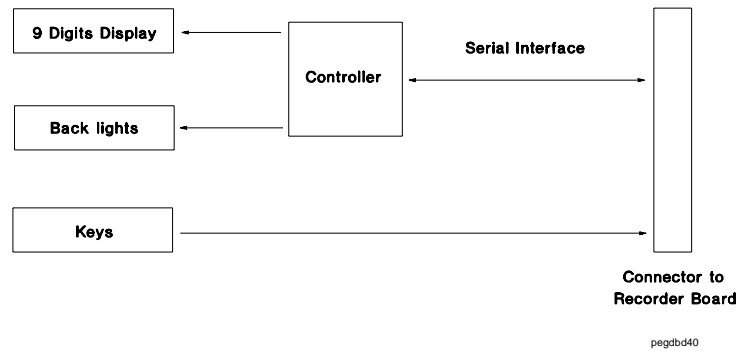 9 Digits Display
Serial Interface
Controller
Back lights
Keys
Connector to
Recorder Board
pegdbd40